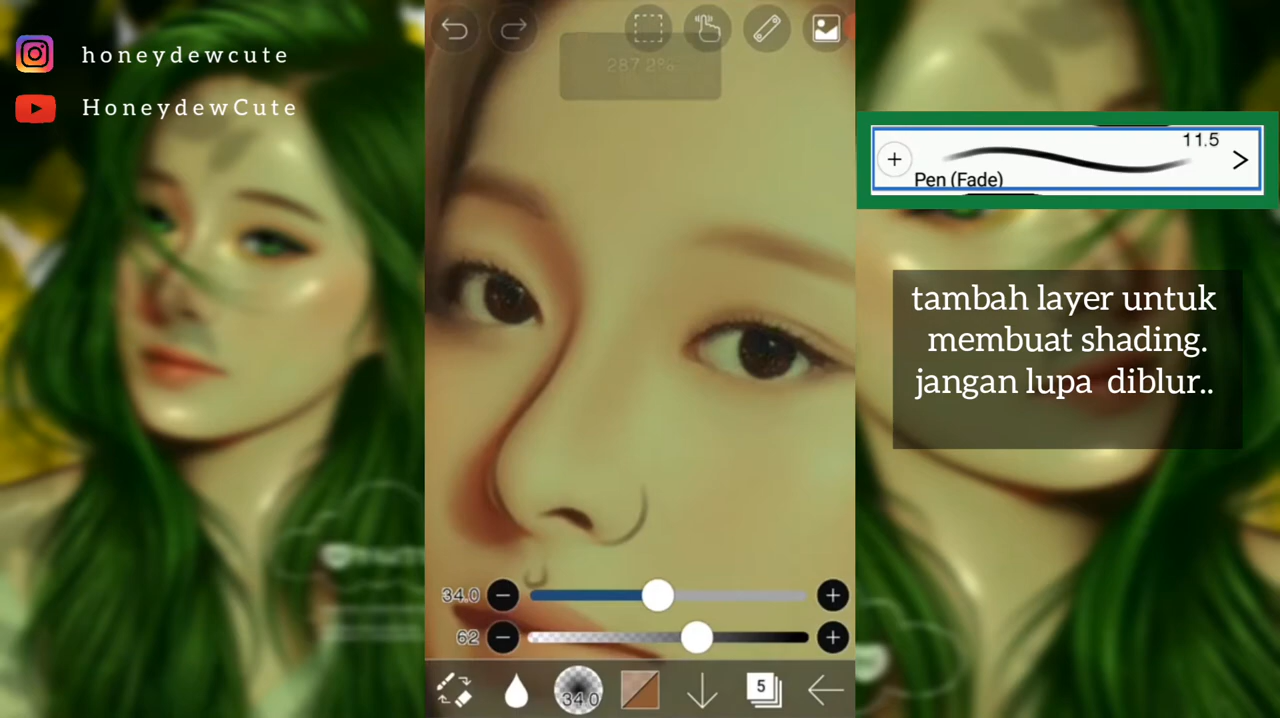 honeydewcute
HoneydewCute
287.2%
11.5
Pen (Fade)
tambah layer untuk
membuat shading.
jangan lupa diblur..
34.0
62
34.0
5